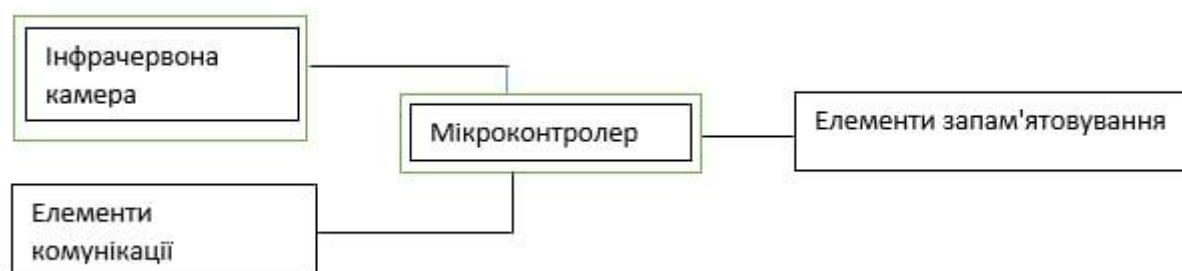 Інфрачервона
камера
Мікроконтролер
Елементи запам'ятовування
Елементи
комунікації